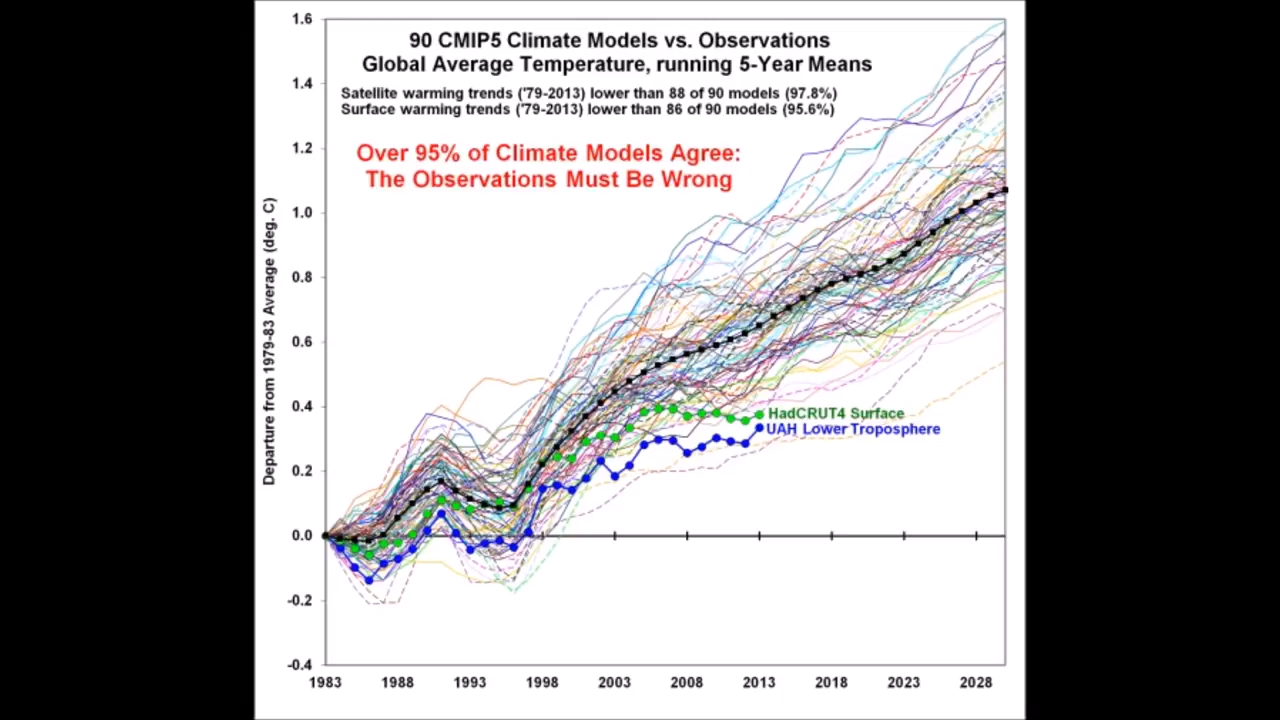 90 CMIP5 Climate Models vs. Observations
Global Average Temperature, running 5-Year Means
Satellite warming trends ('79-2013) lower than 88 of 90 models (97.8%)
Surface warming trends ('79-2013) lower than 86 of 90 models (95.6%)
Over 95% of Climate Models Agree:
The Observations Must Be Wrong
Departure from 1979-83 Average (deg. C)
1.6
1.4
1.2
1.0
0.8
0.6
0.4
0.2
0.0
-0.2
-0.4
HadCRUT4 Surface
UAH Lower Troposphere
1983 1988 1993 1998 2003 2008 2013 2018 2023 2028